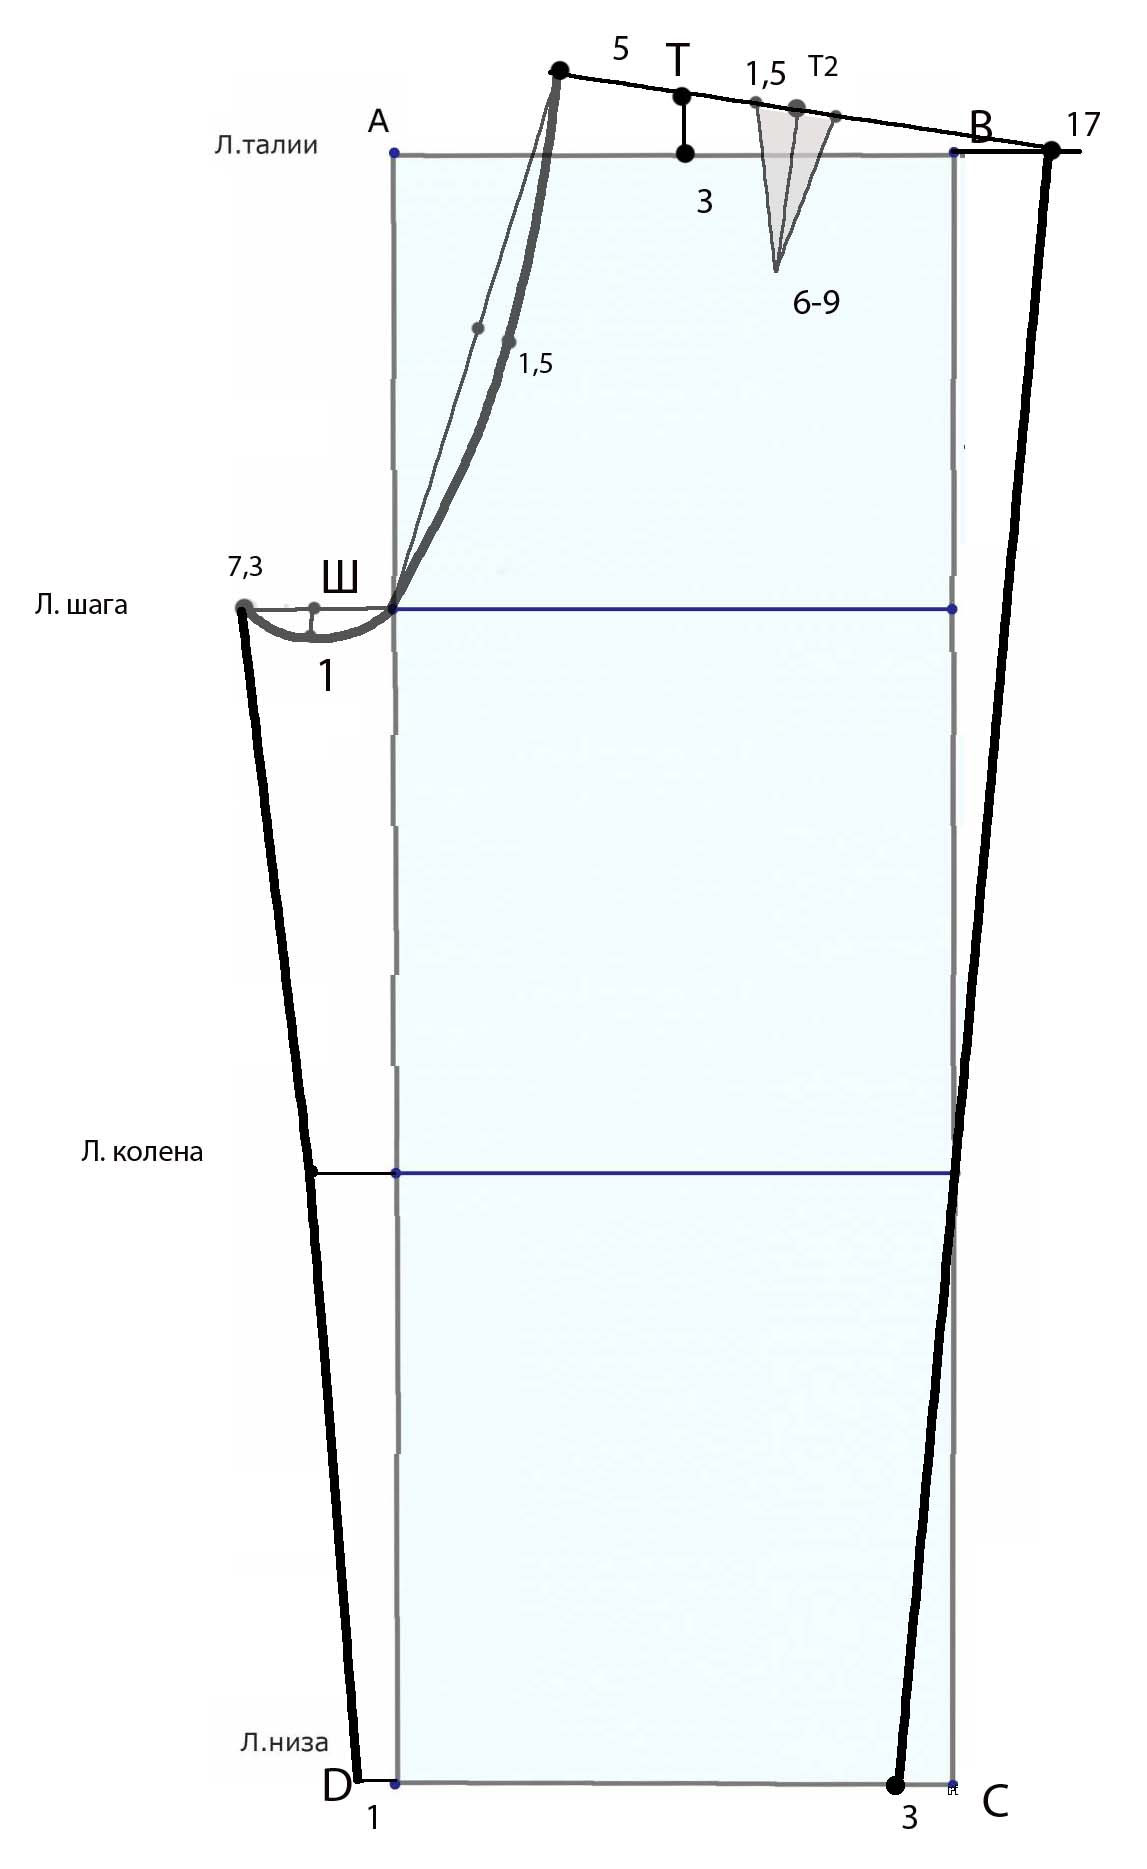 5
Т
1,5
Т2
А
В
17
Л.талии
3
6-9
1,5
7,3
Ш
Л. шага
1
Л. колена
Л.низа
D
1
3
С